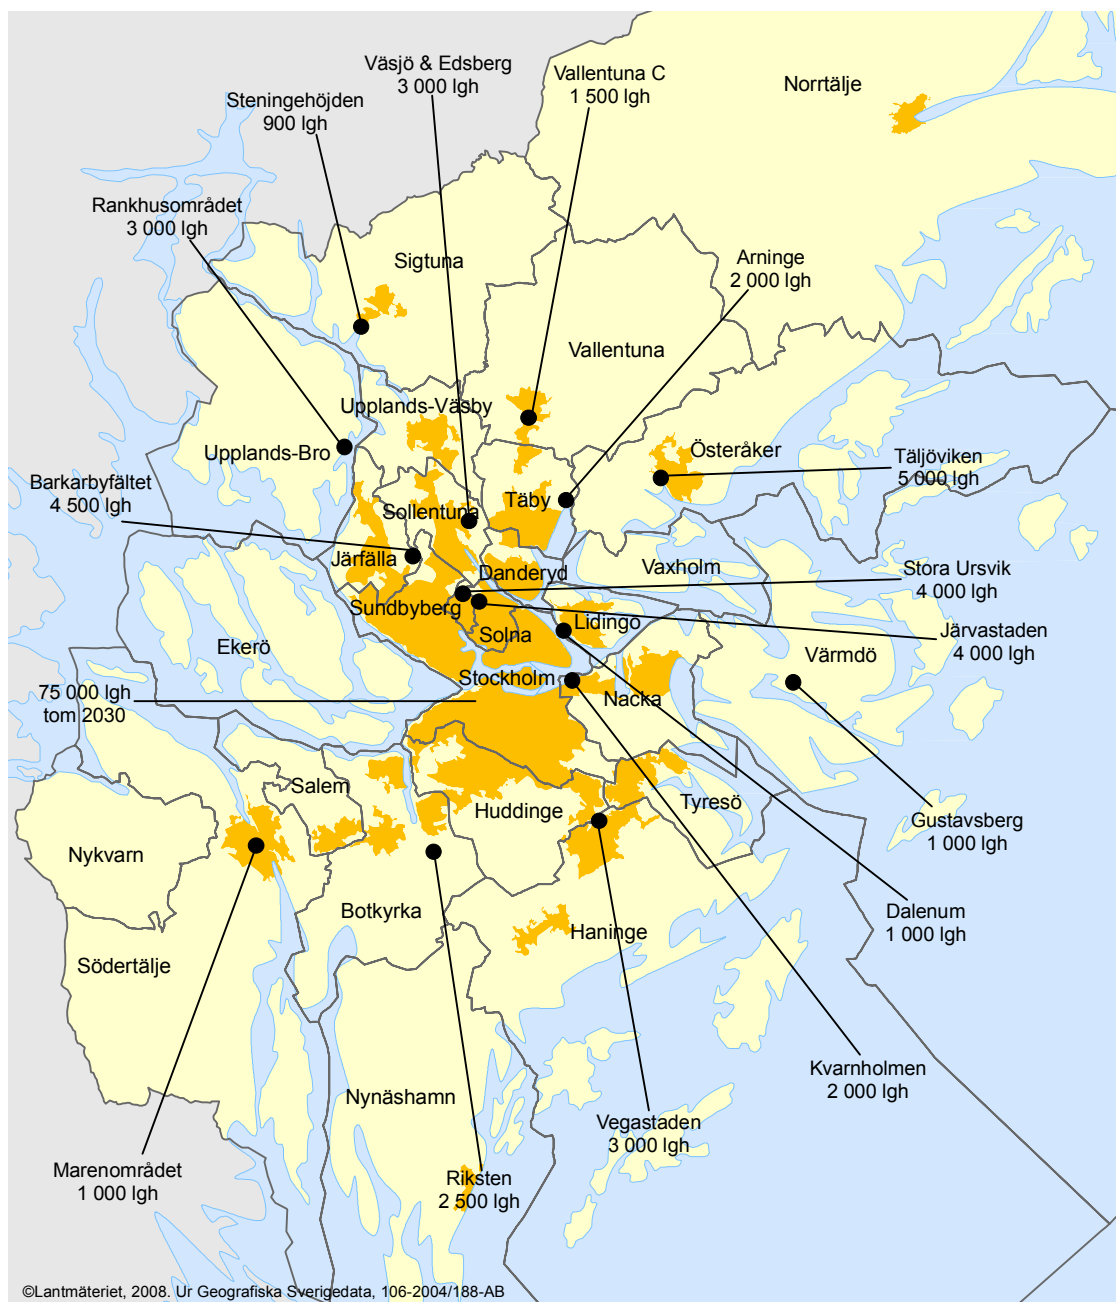 Väsjö & Edsberg
3 000 lgh
Vallentuna C
1 500 lgh
Norrtälje
Steningehöjden
900 lgh
Rankhusområdet
3 000 lgh
Sigtuna
Arninge
2 000 lgh
Vallentuna
Upplands-Väsby
Upplands-Bro
Österåker
Täljöviken
5 000 lgh
Barkarbyfältet
4 500 lgh
Täby
Sollentuna
Järfälla
Danderyd
Vaxholm
Stora Ursvik
4 000 lgh
Sundbyberg
Lidingö
Solna
Järvastaden
4 000 lgh
Ekerö
Värmdö
Stockholm
Nacka
75 000 lgh
tom 2030
Salem
Huddinge
Tyresö
Gustavsberg
1 000 lgh
Nykvarn
Botkyrka
Dalenum
1 000 lgh
Haninge
Södertälje
Kvarnholmen
2 000 lgh
Nynäshamn
Vegastaden
3 000 lgh
Marenområdet
1 000 lgh
Riksten
2 500 lgh
©Lantmäteriet, 2008. Ur Geografiska Sverigedata, 106-2004/188-AB